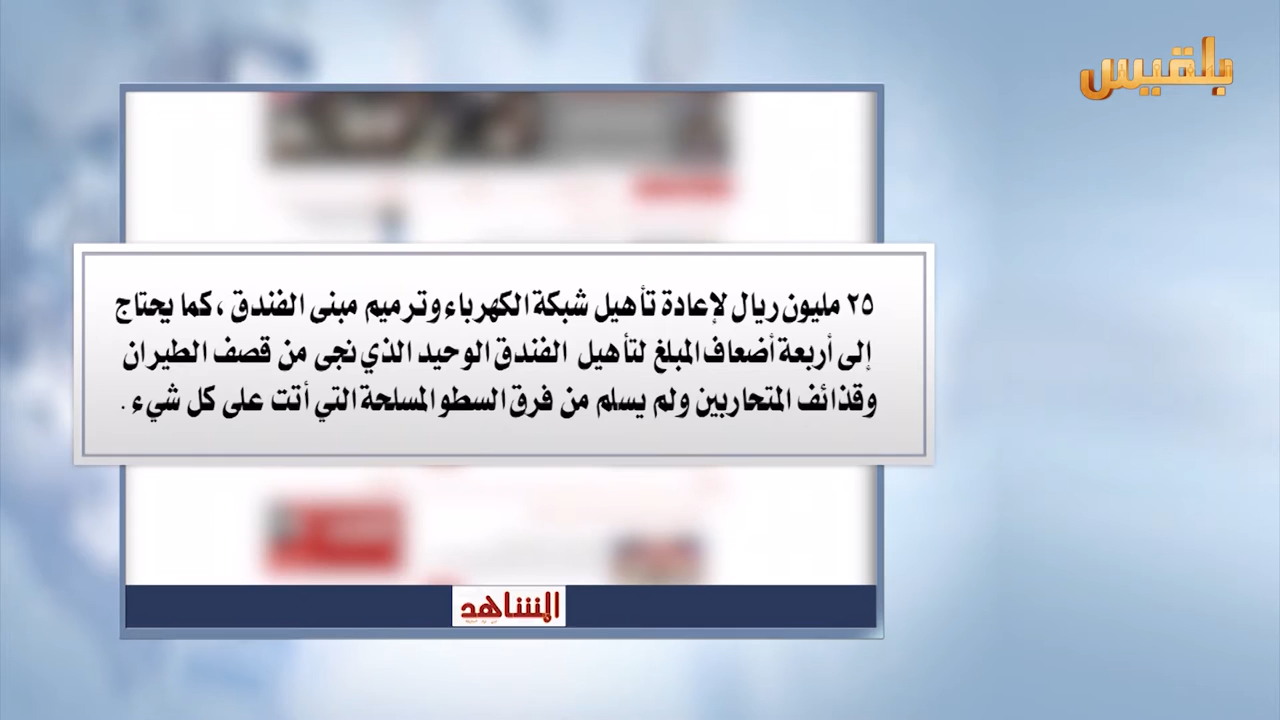 بلقيس
٢٥ مليون ريال لإعادة تأهيل شبكة الكهرباء وترميم مبنى الفندق ، كما يحتاج
إلى أربعة أضعاف المبلغ لتأهيل الفندق الوحيد الذي نجى من قصف الطيران
وقذائف المتحاربين ولم يسلم من فرق السطو المسلحة التي أتت على كل شيء .
المشاهد